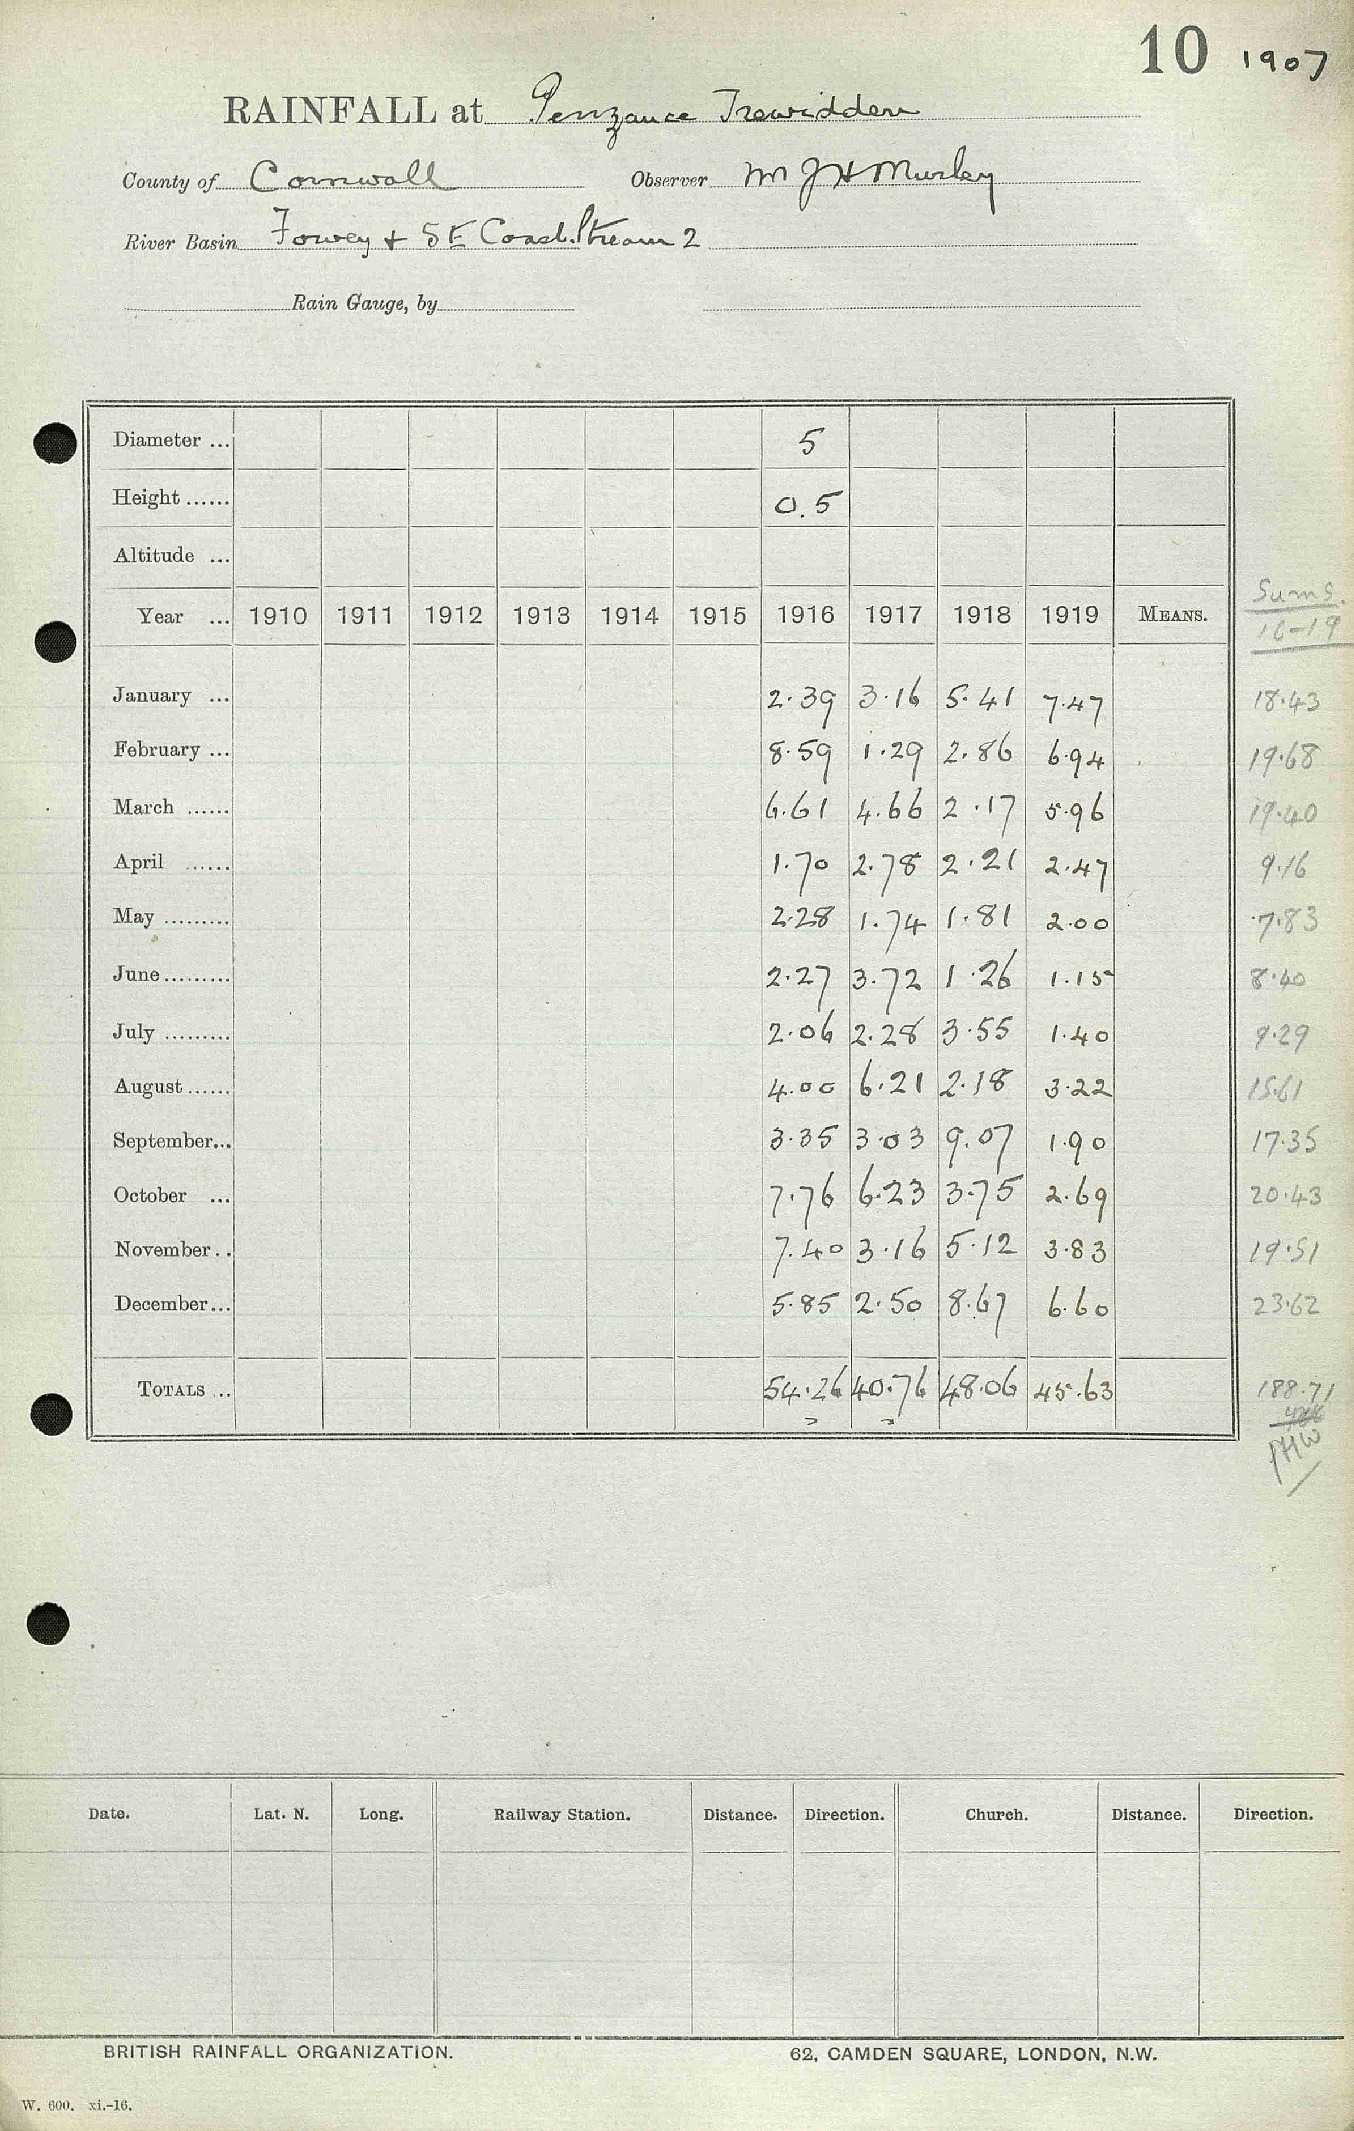 10 1907
RAINFALL at Penzance Trewidden
County of Cornwall Observer Mr J H Murley
River Basin Fowey + SE Coast Stream 2
Rain Gauge, by
Diameter ... 5
Height ...... 0.5
Altitude ...
Sums.
Year ... 1910 1911 1912 1913 1914 1915 1916 1917 1918 1919 MEANS. 16-19
January ... 2.39 3.16 5.41 7.47 18.43
February ... 8.59 1.29 2.86 6.94 19.68
March ...... 6.61 4.66 2.17 5.96 19.40
April ...... 1.70 2.78 2.21 2.47 9.16
May ......... 2.28 1.74 1.81 2.00 7.83
June......... 2.27 3.72 1.26 1.15 8.40
July ......... 2.06 2.28 3.55 1.40 9.29
August...... 4.00 6.21 2.18 3.22 15.61
September... 3.35 3.03 9.07 1.90 17.35
October ... 7.76 6.23 3.75 2.69 20.43
November.. 7.40 3.16 5.12 3.83 19.51
December... 5.85 2.50 8.67 6.60 23.62
TOTALS ... 54.26 40.76 48.06 45.63 188.71
Date. Lat. N. Long. Railway Station. Distance. Direction. Church. Distance. Direction.
BRITISH RAINFALL ORGANIZATION. 62, CAMDEN SQUARE, LONDON, N.W.
W. 600. xi.-16.